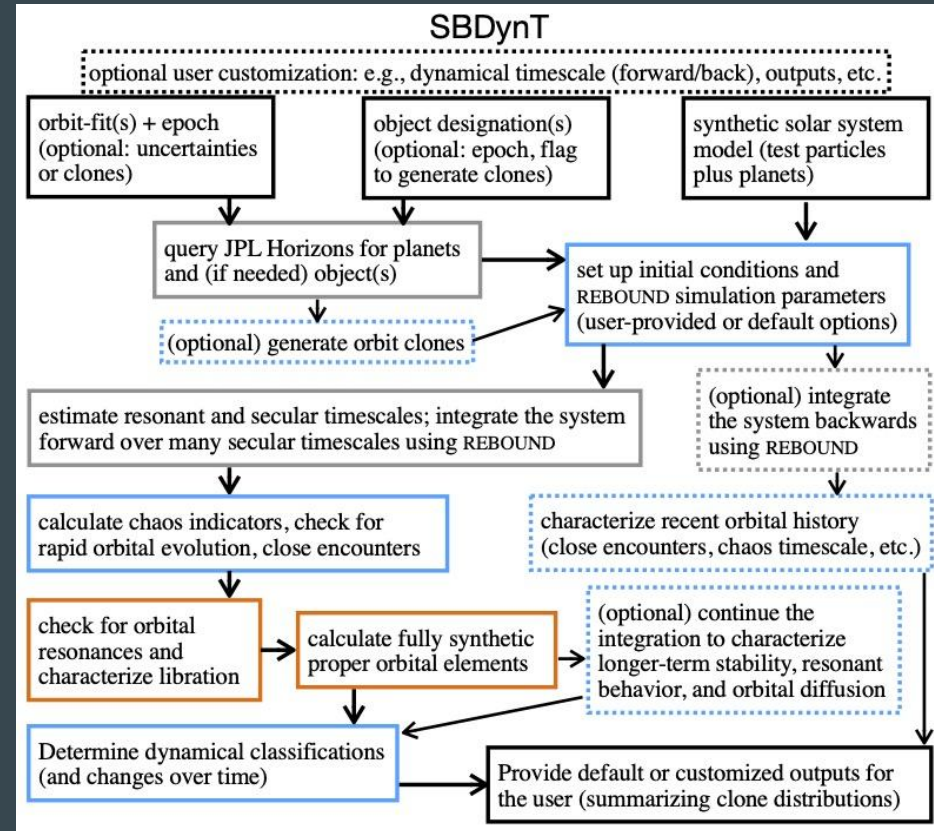 SBDynT
optional user customization: e.g., dynamical timescale (forward/back), outputs, etc.
orbit-fit(s) + epoch
(optional: uncertainties
or clones)
object designation(s)
(optional: epoch, flag
to generate clones)
synthetic solar system
model (test particles
plus planets)
query JPL Horizons for planets
and (if needed) object(s)
set up initial conditions and
REBOUND simulation parameters
(user-provided or default options)
(optional) generate orbit clones
estimate resonant and secular timescales; integrate the system
forward over many secular timescales using REBOUND
(optional) integrate
the system backwards
using REBOUND
calculate chaos indicators, check for
rapid orbital evolution, close encounters
characterize recent orbital history
(close encounters, chaos timescale, etc.)
check for orbital
resonances and
characterize libration
calculate fully synthetic
proper orbital elements
(optional) continue the
integration to characterize
longer-term stability, resonant
behavior, and orbital diffusion
Determine dynamical classifications
(and changes over time)
Provide default or customized outputs for
the user (summarizing clone distributions)